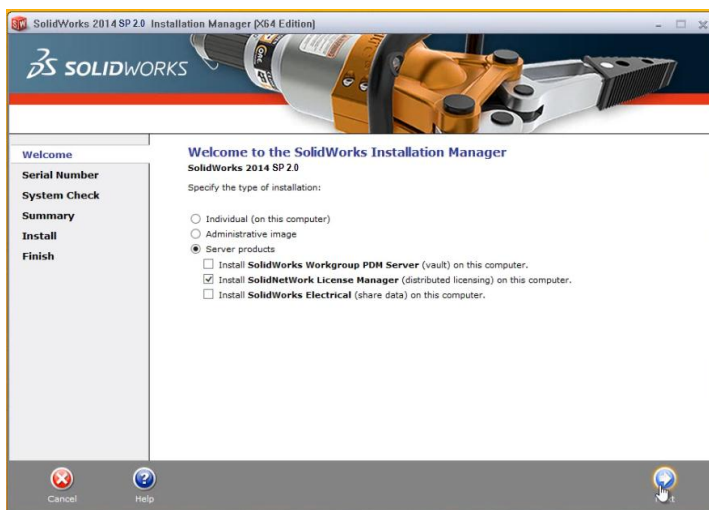 SolidWorks 2014 SP 2.0 Installation Manager [X64 Edition]
SOLIDWORKS
Welcome
Serial Number
System Check
Summary
Install
Finish
Welcome to the SolidWorks Installation Manager
SolidWorks 2014 SP 2.0
Specify the type of installation:
Individual (on this computer)
Administrative image
Server products
Install SolidWorks Workgroup PDM Server (vault) on this computer.
Install SolidNetWork License Manager (distributed licensing) on this computer.
Install SolidWorks Electrical (share data) on this computer.
Cancel
Help